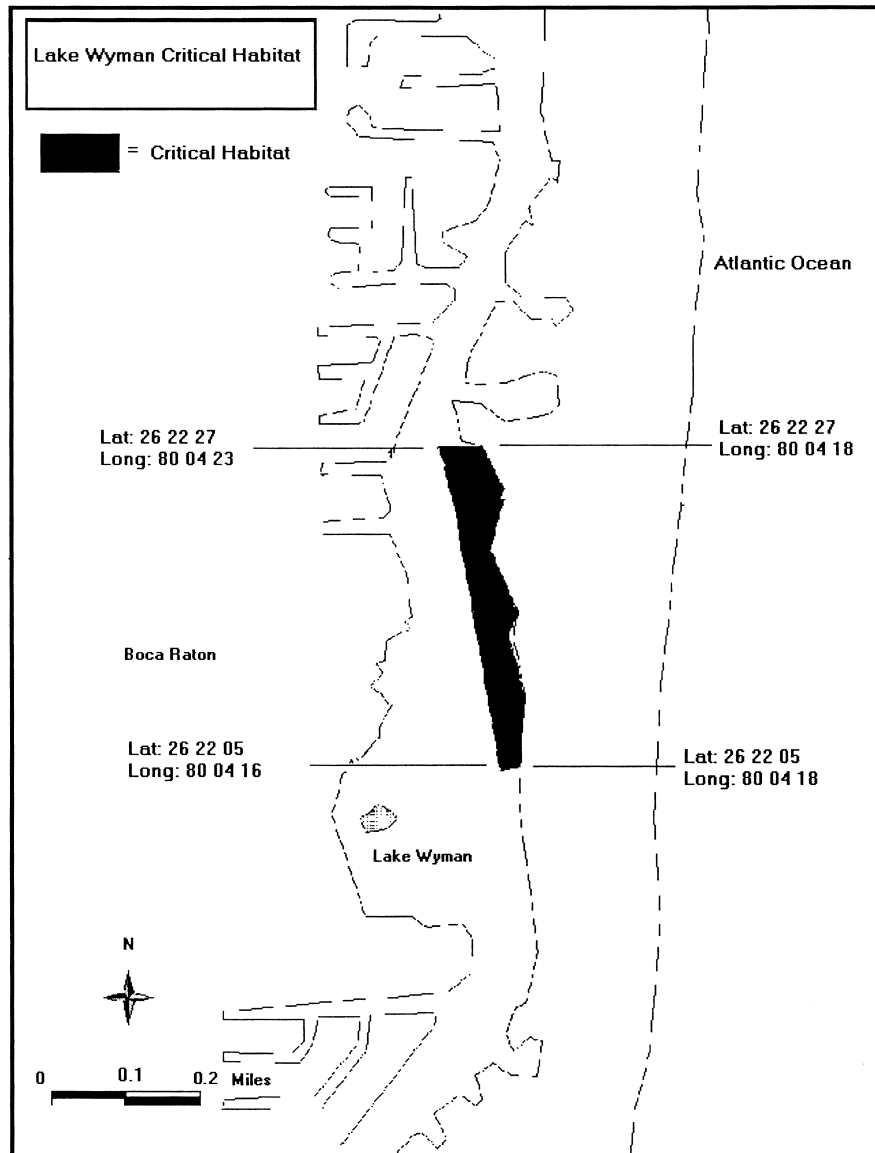 Lake Wyman Critical Habitat
= Critical Habitat
Atlantic Ocean
Lat: 26 22 27
Long: 80 04 23
Lat: 26 22 27
Long: 80 04 18
Boca Raton
Lat: 26 22 05
Long: 80 04 16
Lat: 26 22 05
Long: 80 04 18
Lake Wyman
N
0 0.1 0.2 Miles